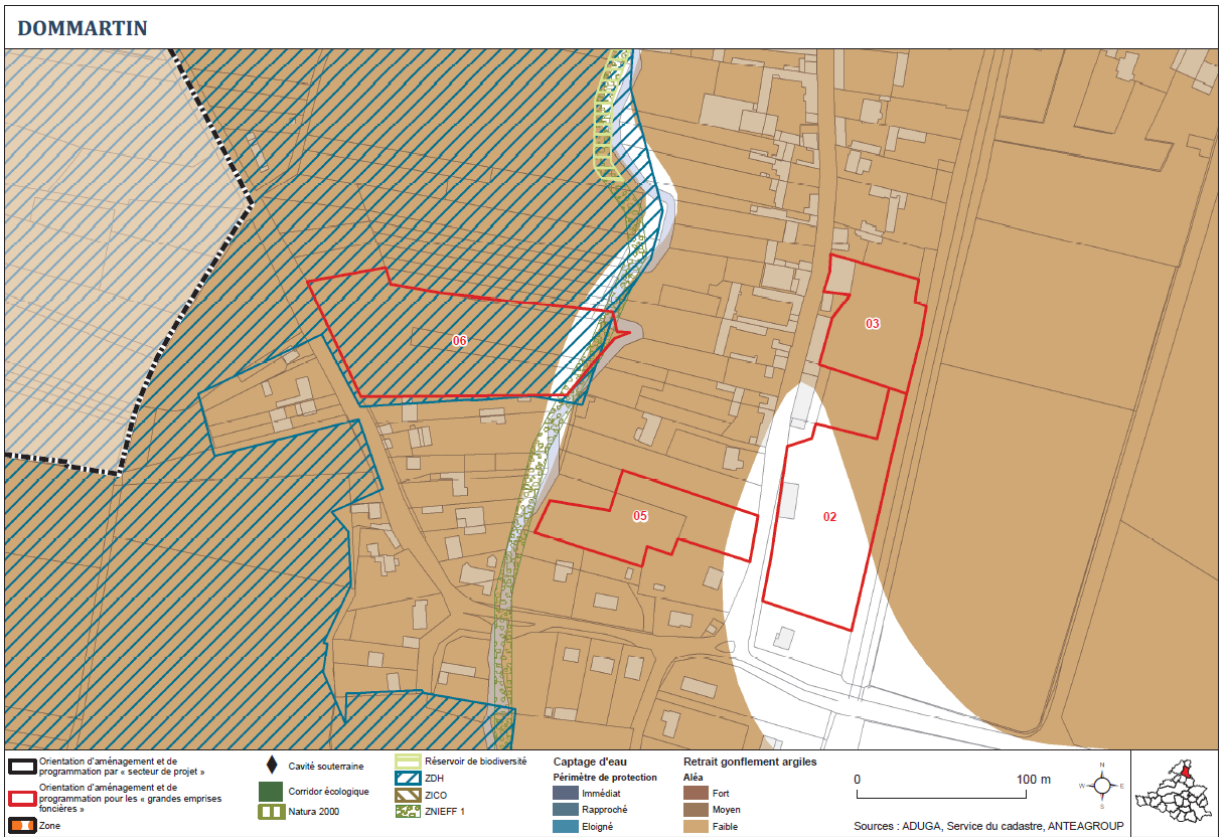 DOMMARTIN
06
03
02
05
Orientation d'aménagement et de
programmation par « secteur de projet »
Orientation d'aménagement et de
programmation pour les « grandes emprises
foncières »
Zone
Cavité souterraine
Corridor écologique
Natura 2000
Réservoir de biodiversité
ZDH
ZICO
ZNIEFF 1
Captage d'eau
Périmètre de protection
Immédiat
Rapproché
Eloigné
Retrait gonflement argiles
Aléa
Fort
Moyen
Faible
0 100 m
N
W E
S
Sources : ADUGA, Service du cadastre, ANTEAGROUP